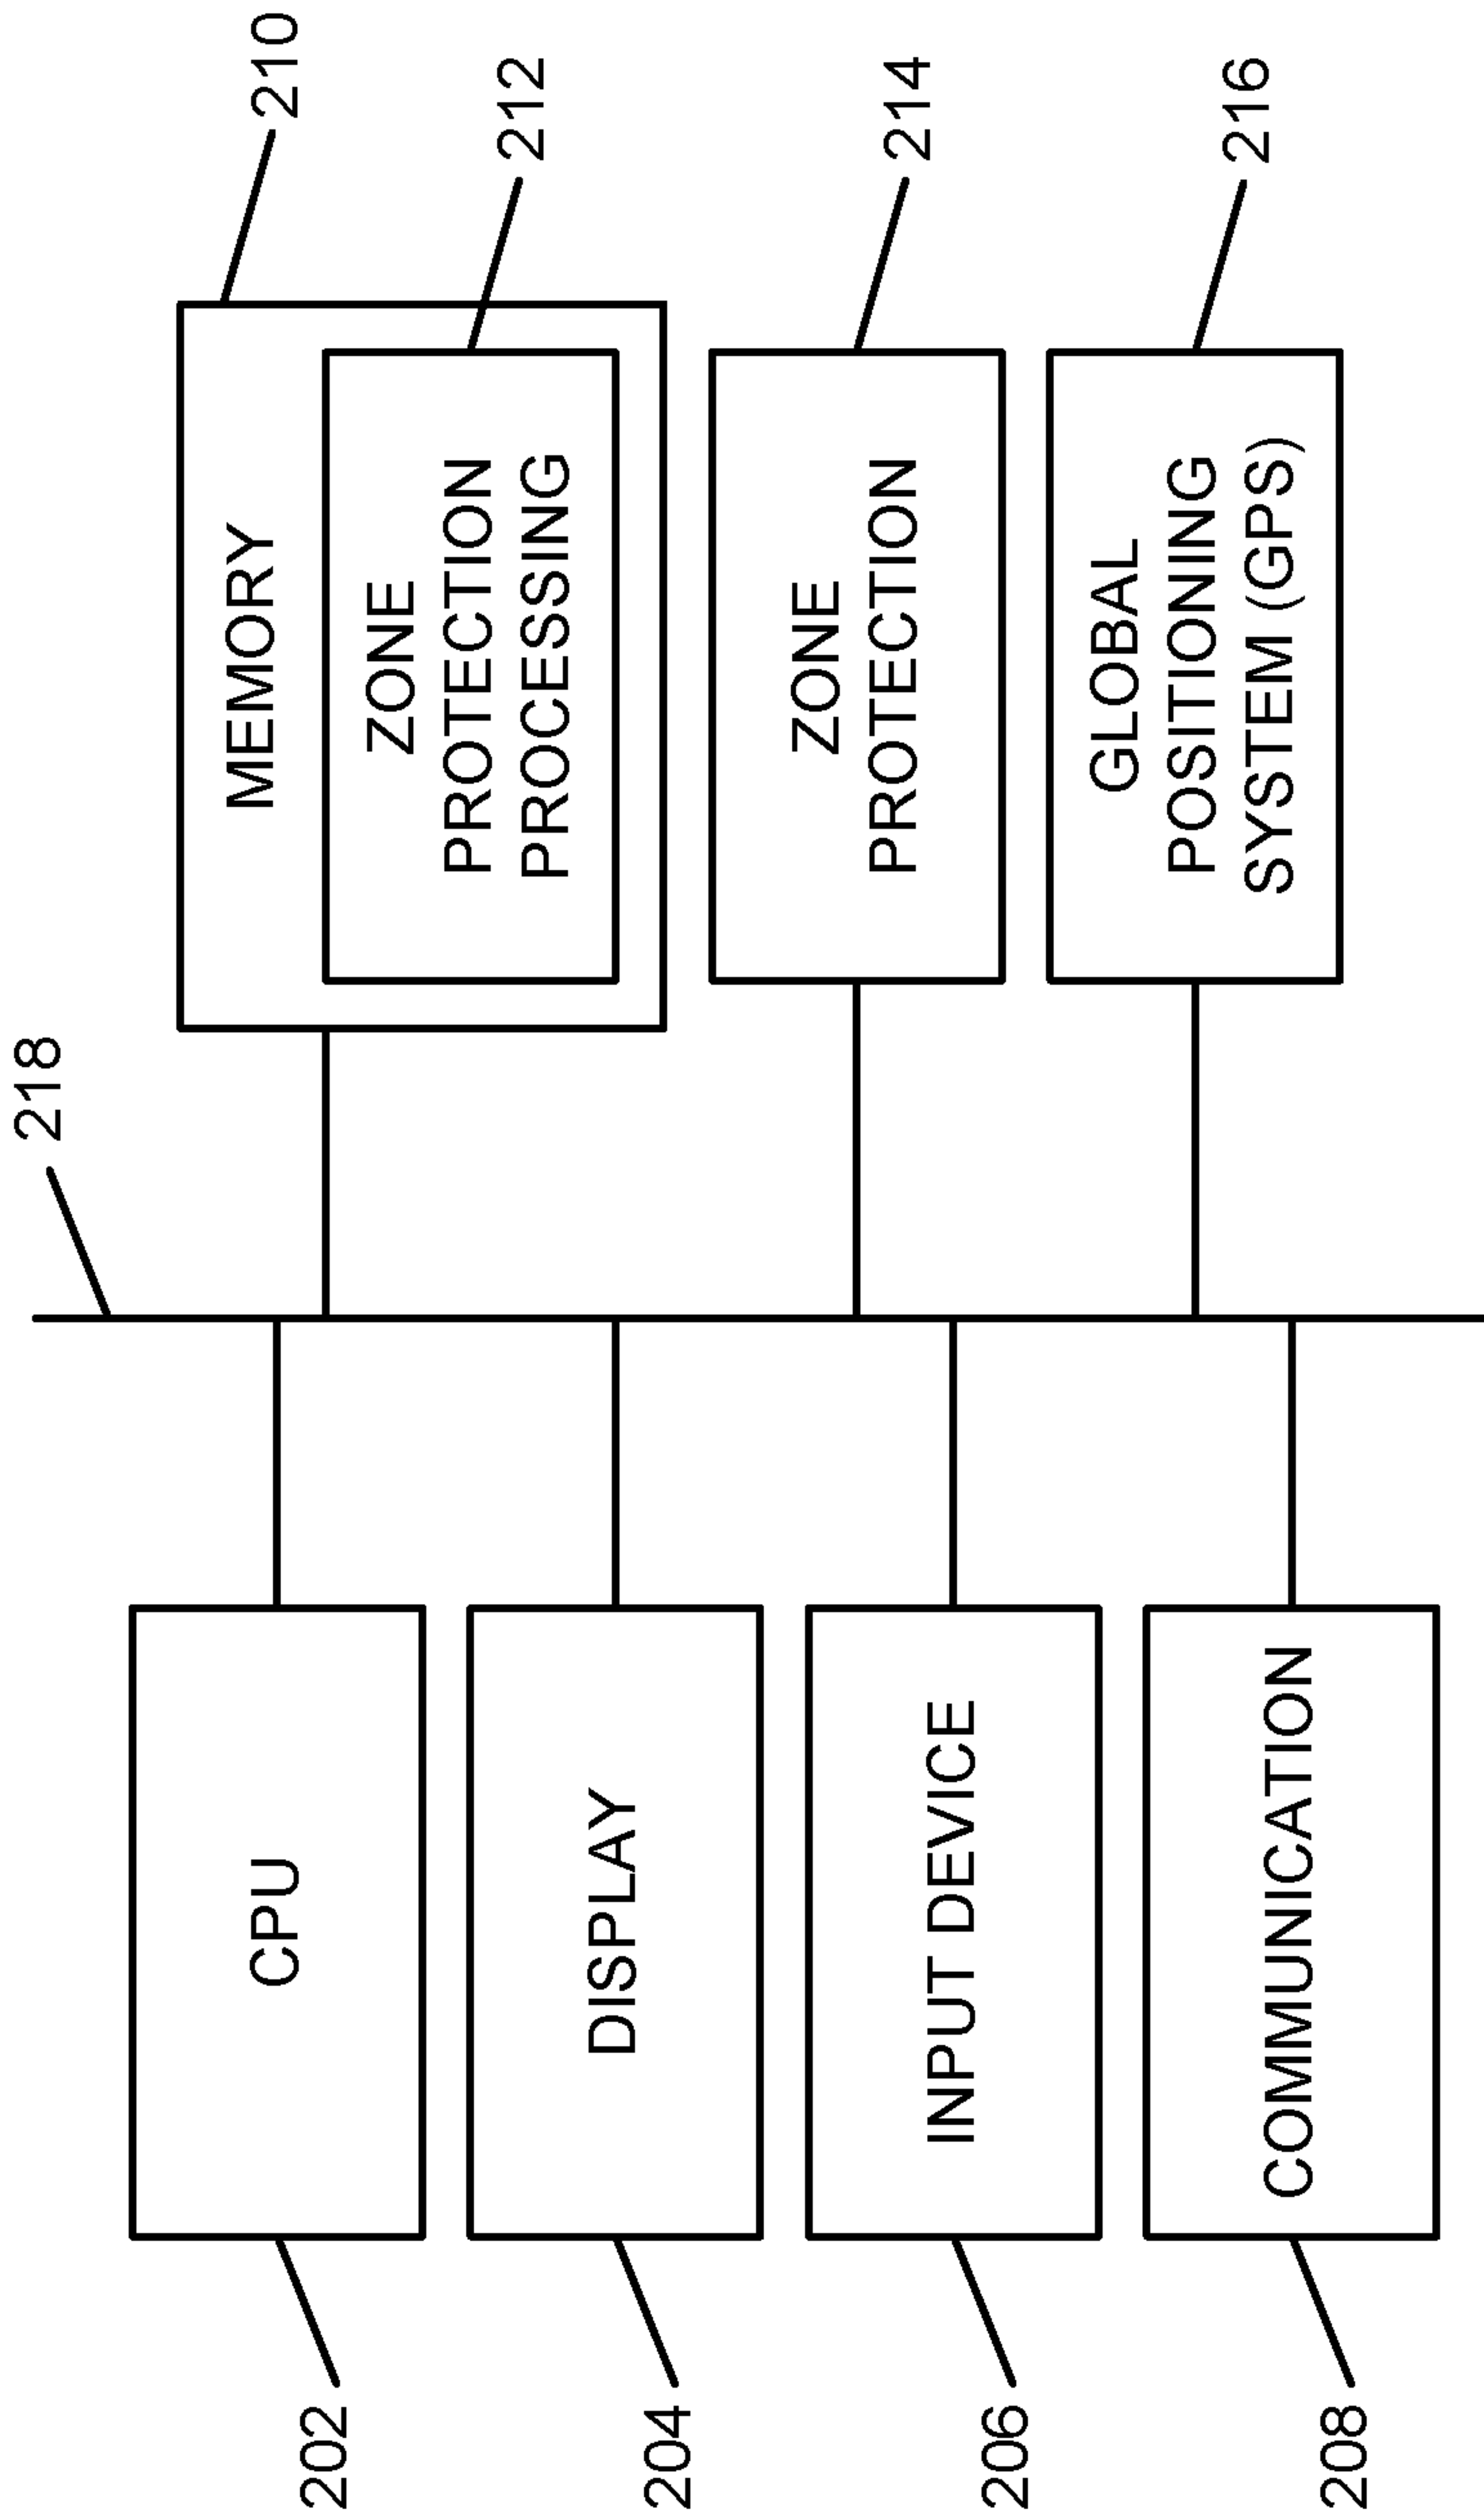 218
202
CPU
204
DISPLAY
206
INPUT DEVICE
208
COMMUNICATION
MEMORY
210
ZONE
PROTECTION
PROCESSING
212
ZONE
PROTECTION
214
GLOBAL
POSITIONING
SYSTEM (GPS)
216